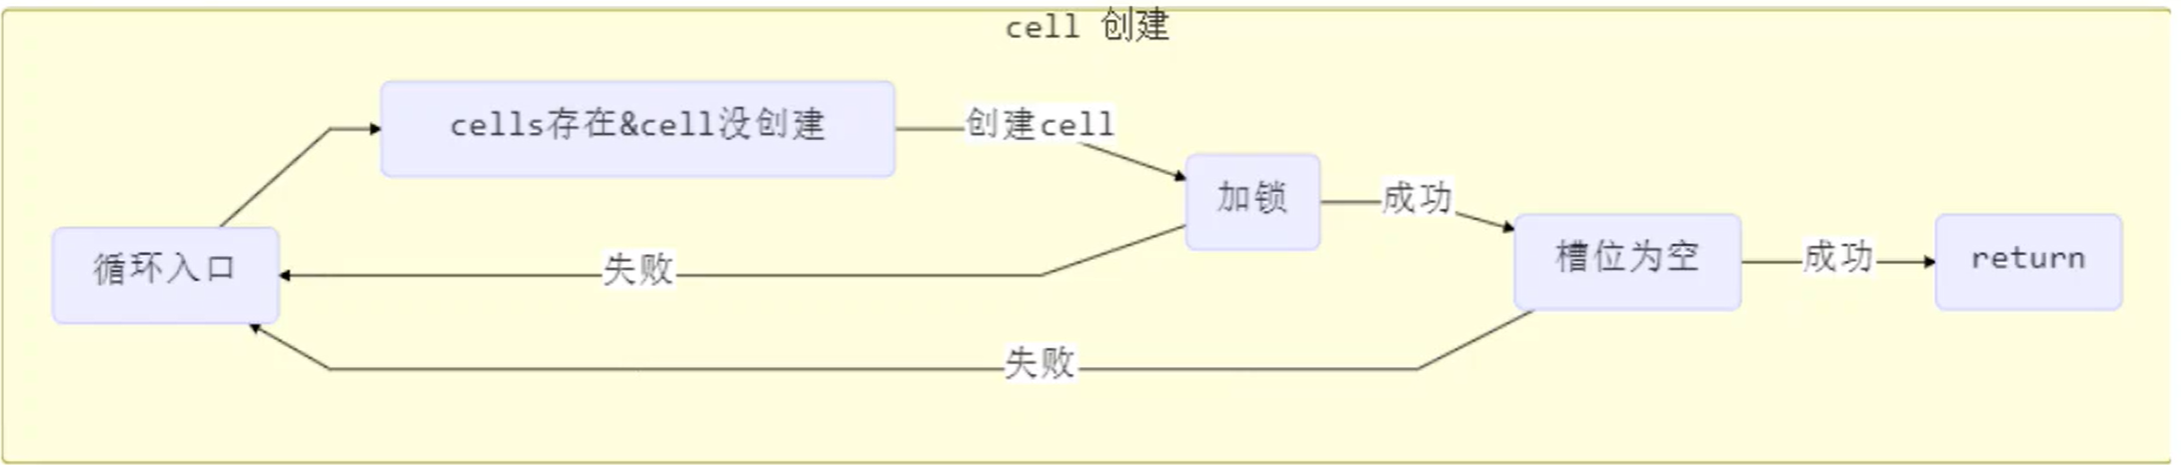 cell 创建
cells存在&cell没创建
创建cell
加锁
成功
槽位为空
成功
return
循环入口
失败
失败